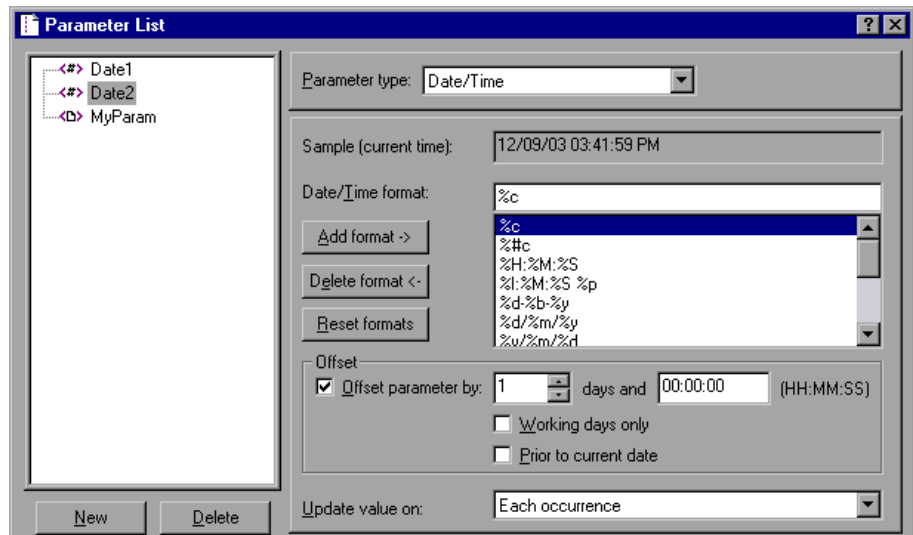 Parameter List
<#> Date1
<#> Date2
MyParam
New
Delete
Parameter type: Date/Time
Sample (current time): 12/09/03 03:41:59 PM
Date/Time format: %c
Add format ->
Delete format <-
Reset formats
%c
%#c
%H:%M:%S
%I:%M:%S %p
%d-%b-%y
%d/%m/%y
%y/%m/%d
Offset
Offset parameter by: 1 days and 00:00:00 (HH:MM:SS)
Working days only
Prior to current date
Update value on: Each occurrence